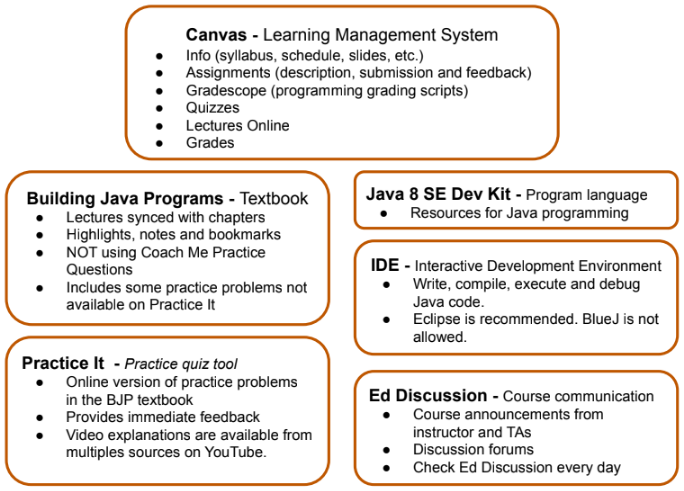 Canvas - Learning Management System
● Info (syllabus, schedule, slides, etc.)
● Assignments (description, submission and feedback)
● Gradescope (programming grading scripts)
● Quizzes
● Lectures Online
● Grades
Building Java Programs - Textbook
● Lectures synced with chapters
● Highlights, notes and bookmarks
● NOT using Coach Me Practice
Questions
● Includes some practice problems not
available on Practice It
Practice It - Practice quiz tool
● Online version of practice problems
in the BJP textbook
● Provides immediate feedback
● Video explanations are available from
multiples sources on YouTube.
Java 8 SE Dev Kit - Program language
● Resources for Java programming
IDE - Interactive Development Environment
● Write, compile, execute and debug
Java code.
● Eclipse is recommended. BlueJ is not
allowed.
Ed Discussion - Course communication
● Course announcements from
instructor and TAs
● Discussion forums
● Check Ed Discussion every day